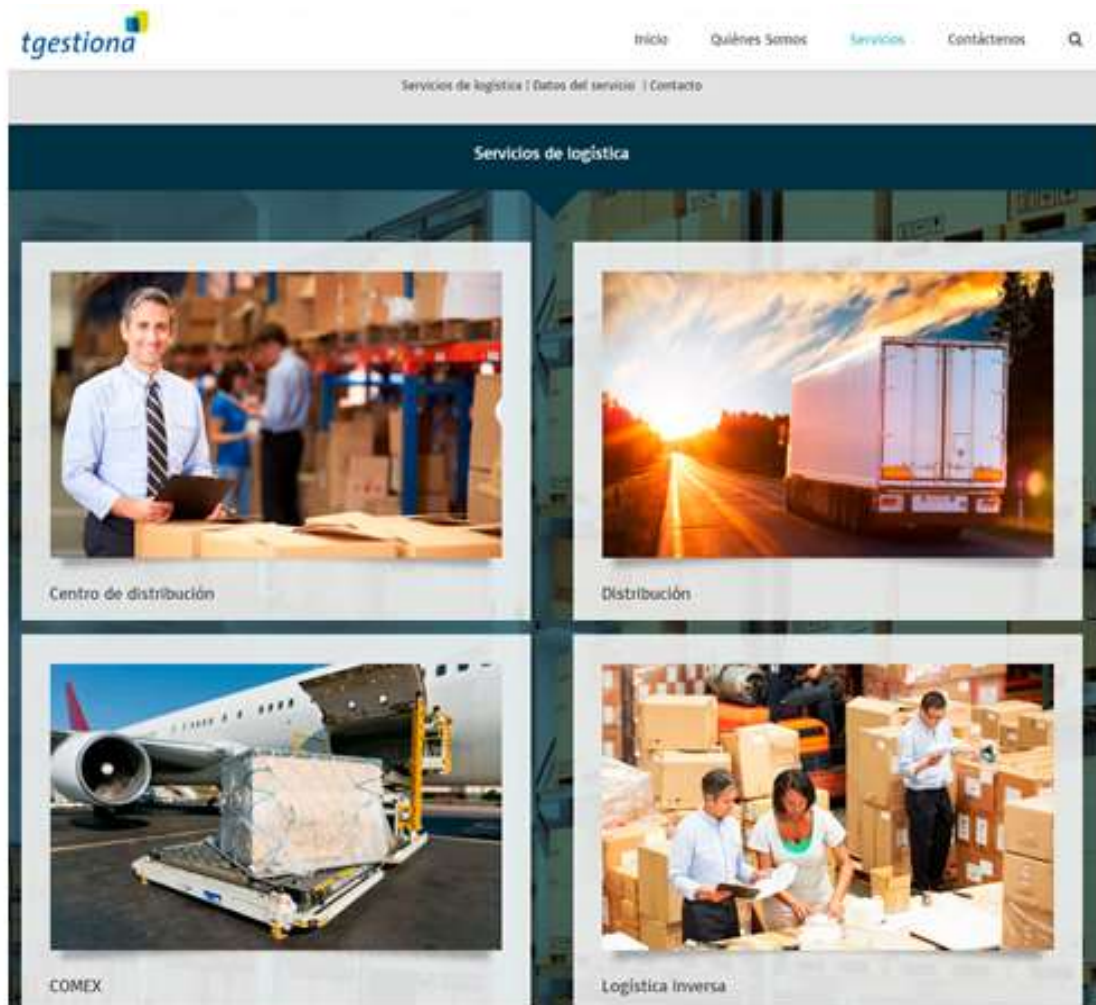 tgestiona
Inicio Quiénes Somos Servicios Contáctenos
Servicios de logística | Datos del servicio | Contacto
Servicios de logística
Centro de distribución
Distribución
COMEX
Logística Inversa